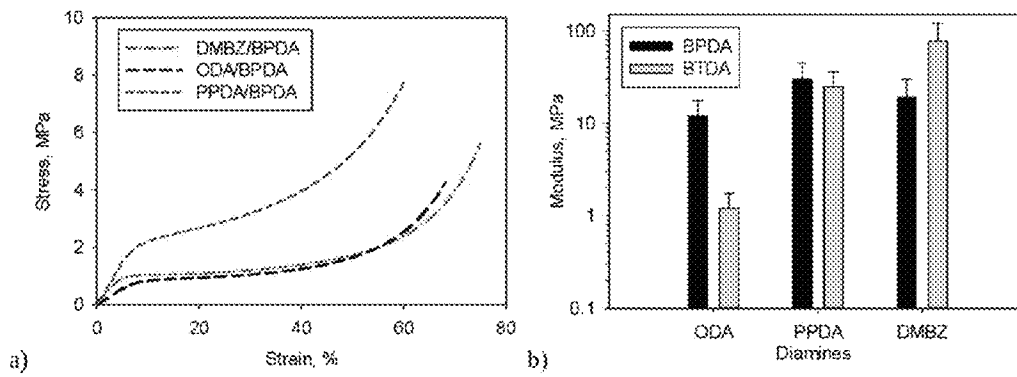 10
8
6
4
2
0
Stress, MPa
DMBZ/BPDA
ODA/BPDA
PPDA/BPDA
0 20 40 60 80
Strain, %
a)
100
10
1
0.1
Modulus, MPa
BPDA
BTDA
ODA PPDA DMBZ
Diamines
b)